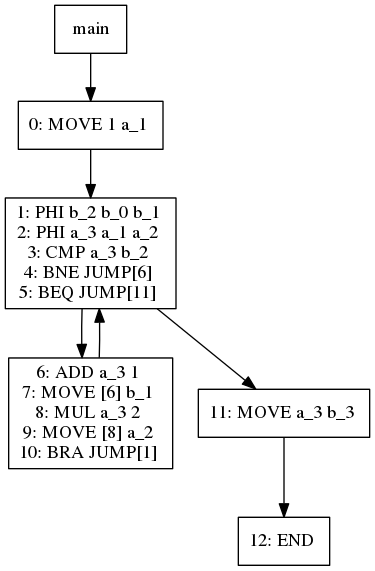 main
0: MOVE 1 a_1
1: PHI b_2 b_0 b_1
2: PHI a_3 a_1 a_2
3: CMP a_3 b_2
4: BNE JUMP[6]
5: BEQ JUMP[11]
6: ADD a_3 1
7: MOVE [6] b_1
8: MUL a_3 2
9: MOVE [8] a_2
10: BRA JUMP[1]
11: MOVE a_3 b_3
12: END